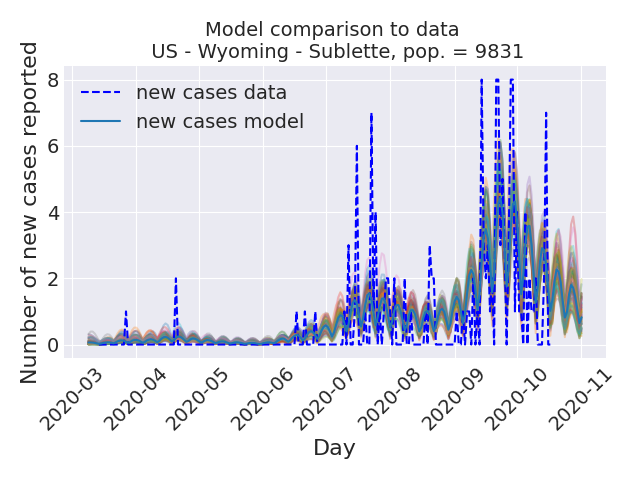 Model comparison to data
US - Wyoming - Sublette, pop. = 9831
Number of new cases reported
8
6
4
2
0
new cases data
new cases model
2020-03
2020-04
2020-05
2020-06
2020-07
2020-08
2020-09
2020-10
2020-11
Day